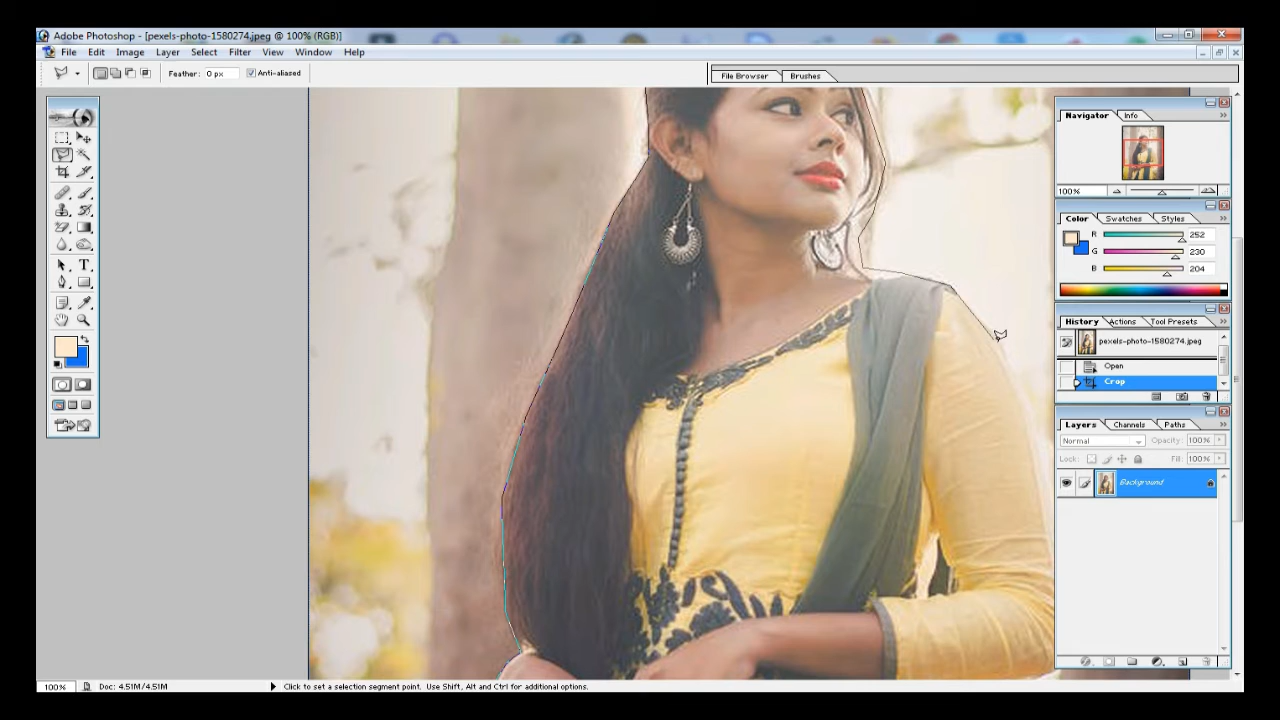 Adobe Photoshop - [pexels-photo-1580274.jpeg @ 100% (RGB)]
File Edit Image Layer Select Filter View Window Help
Feather: 0 px Anti-aliased
File Browser Brushes
Navigator Info
100%
Color Swatches Styles
R 252
G 230
B 204
History Actions Tool Presets
pexels-photo-1580274.jpeg
Open
Crop
Layers Channels Paths
Normal Opacity: 100%
Lock: Fill: 100%
Background
T
100% Doc: 4.51M/4.51M Click to set a selection segment point. Use Shift, Alt and Ctrl for additional options.